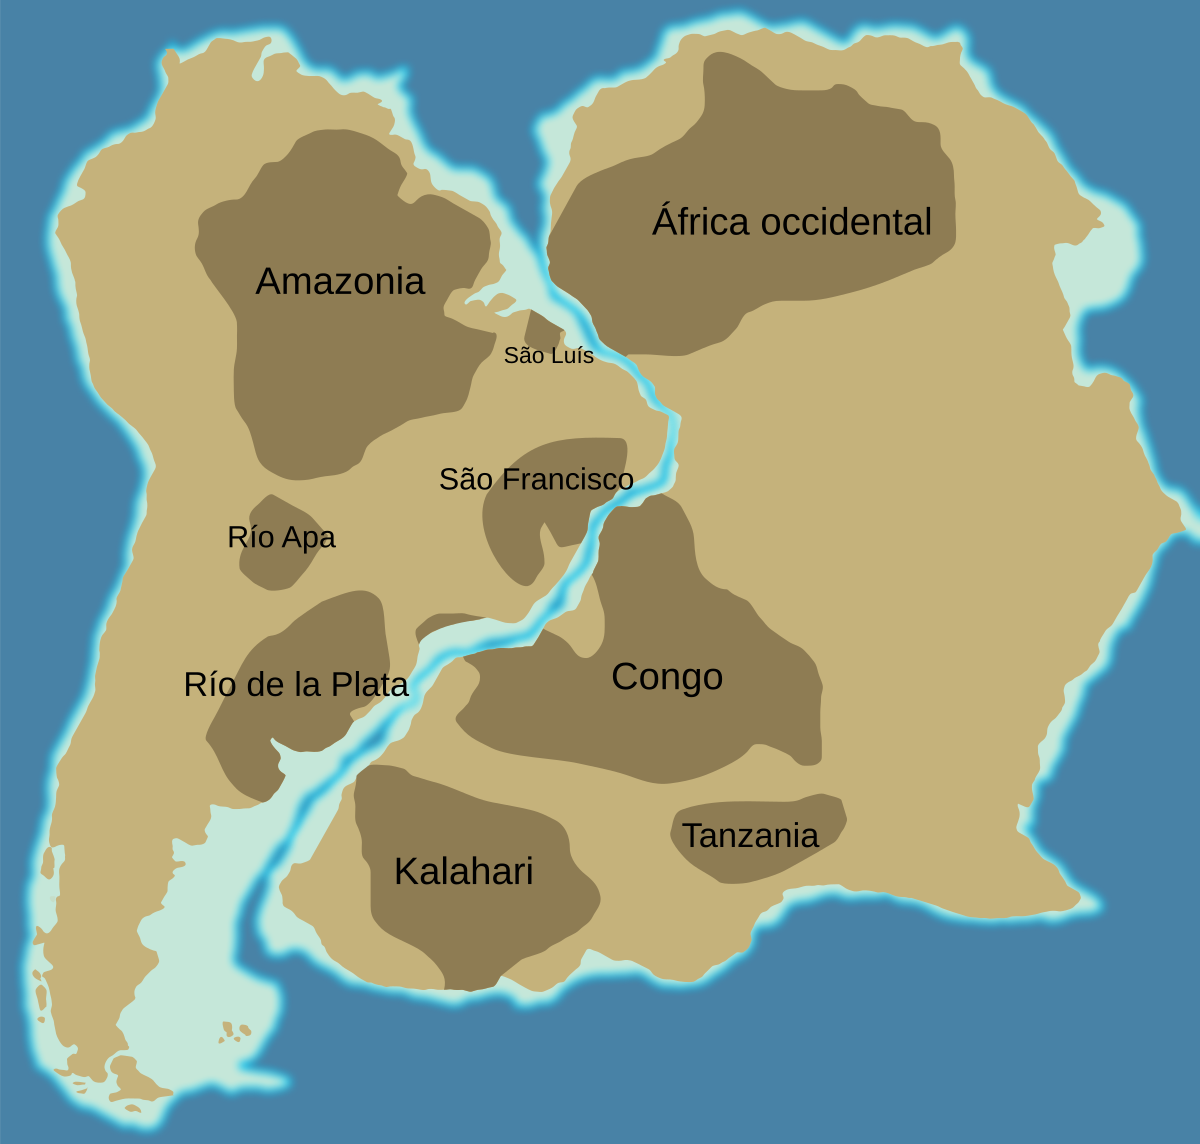 África occidental
Amazonia
São Luís
São Francisco
Río Apa
Congo
Río de la Plata
Tanzania
Kalahari